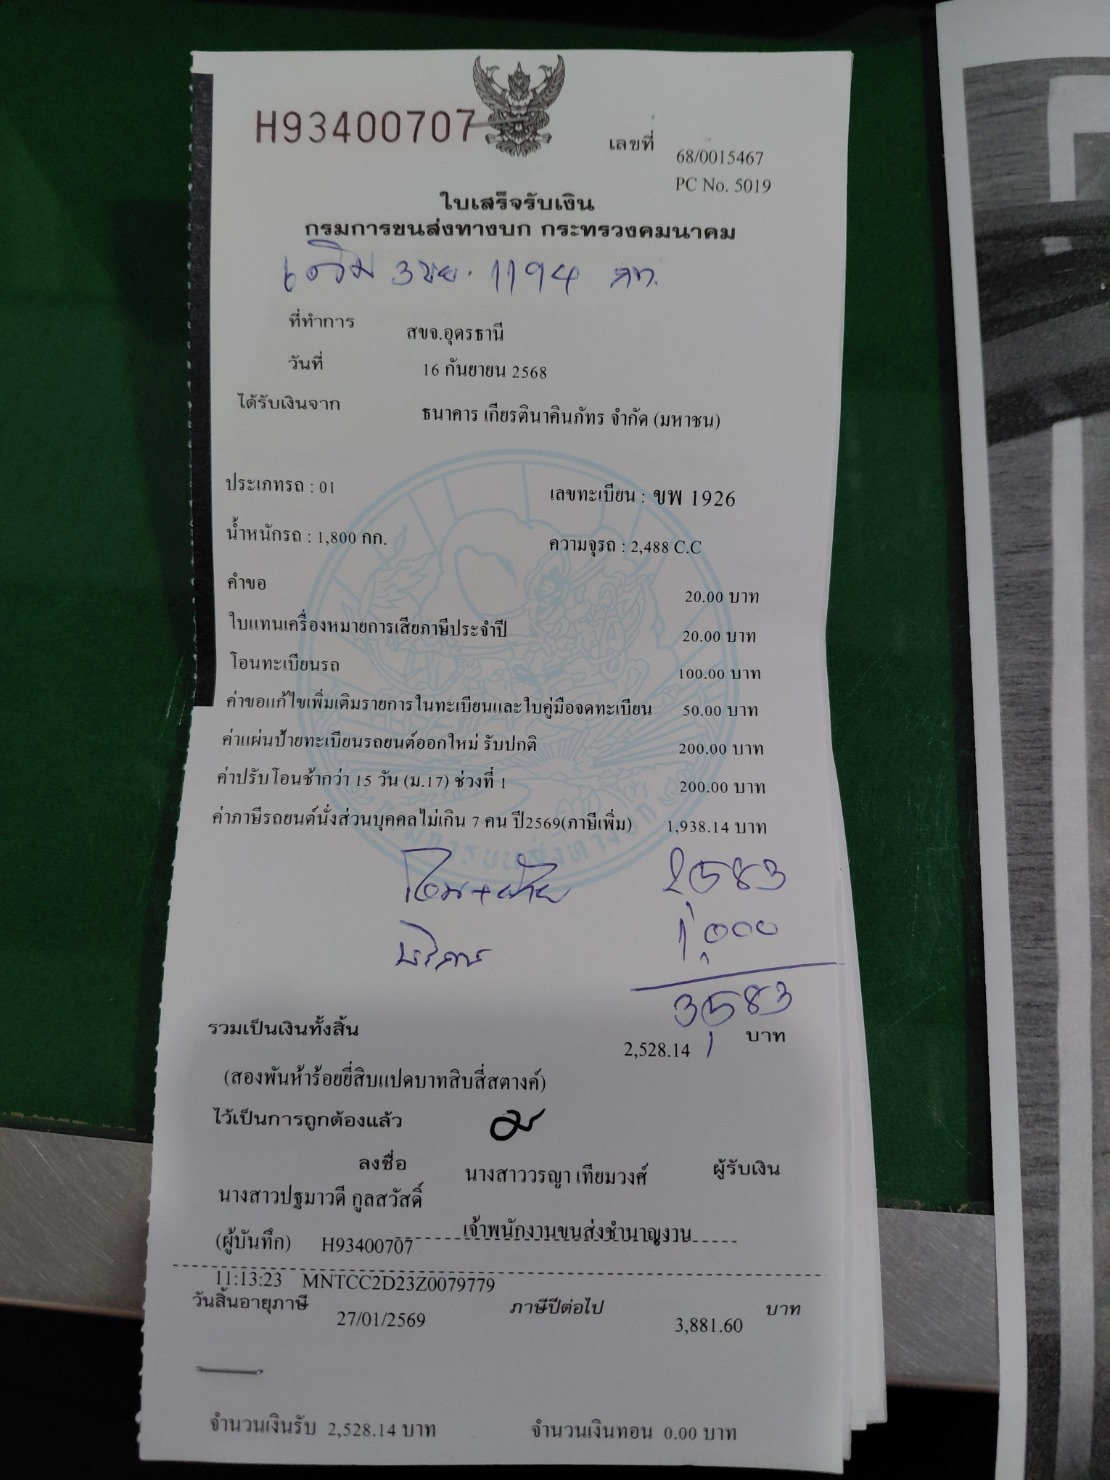 H93400707
เลขที่ 68/0015467
PC No. 5019
ใบเสร็จรับเงิน
กรมการขนส่งทางบก กระทรวงคมนาคม
เดิม 3ขย. 1194 กท.
ที่ทำการ สขจ.อุดรธานี
วันที่ 16 กันยายน 2568
ได้รับเงินจาก ธนาคาร เกียรตินาคินภัทร จำกัด (มหาชน)
ประเภทรถ : 01 เลขทะเบียน : ขพ 1926
น้ำหนักรถ : 1,800 กก. ความจุรถ : 2,488 C.C
คำขอ 20.00 บาท
ใบแทนเครื่องหมายการเสียภาษีประจำปี 20.00 บาท
โอนทะเบียนรถ 100.00 บาท
ค่าขอแก้ไขเพิ่มเติมรายการในทะเบียนและใบคู่มือจดทะเบียน 50.00 บาท
ค่าแผ่นป้ายทะเบียนรถยนต์ออกใหม่ รับปกติ 200.00 บาท
ค่าปรับโอนช้ากว่า 15 วัน (ม.17) ช่วงที่ 1 200.00 บาท
ค่าภาษีรถยนต์นั่งส่วนบุคคลไม่เกิน 7 คน ปี2569(ภาษีเพิ่ม) 1,938.14 บาท
โอน+ย้าย 2,583
บริการ 1,000
3,583
รวมเป็นเงินทั้งสิ้น 2,528.14 บาท
(สองพันห้าร้อยยี่สิบแปดบาทสิบสี่สตางค์)
ไว้เป็นการถูกต้องแล้ว
ลงชื่อ นางสาววรญา เทียมวงศ์ ผู้รับเงิน
นางสาวปฐมาวดี กูลสวัสดิ์
เจ้าพนักงานขนส่งชำนาญงาน
(ผู้บันทึก) H93400707
11:13:23 MNTCC2D23Z0079779
วันสิ้นอายุภาษี 27/01/2569 ภาษีปีต่อไป 3,881.60 บาท
จำนวนเงินรับ 2,528.14 บาท จำนวนเงินทอน 0.00 บาท